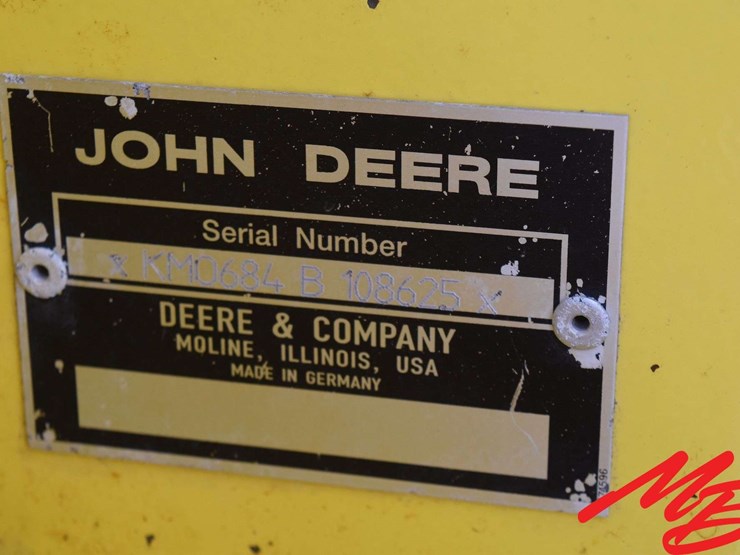 JOHN DEERE
Serial Number
x KM0684 B 108625 x
DEERE & COMPANY
MOLINE, ILLINOIS, USA
MADE IN GERMANY